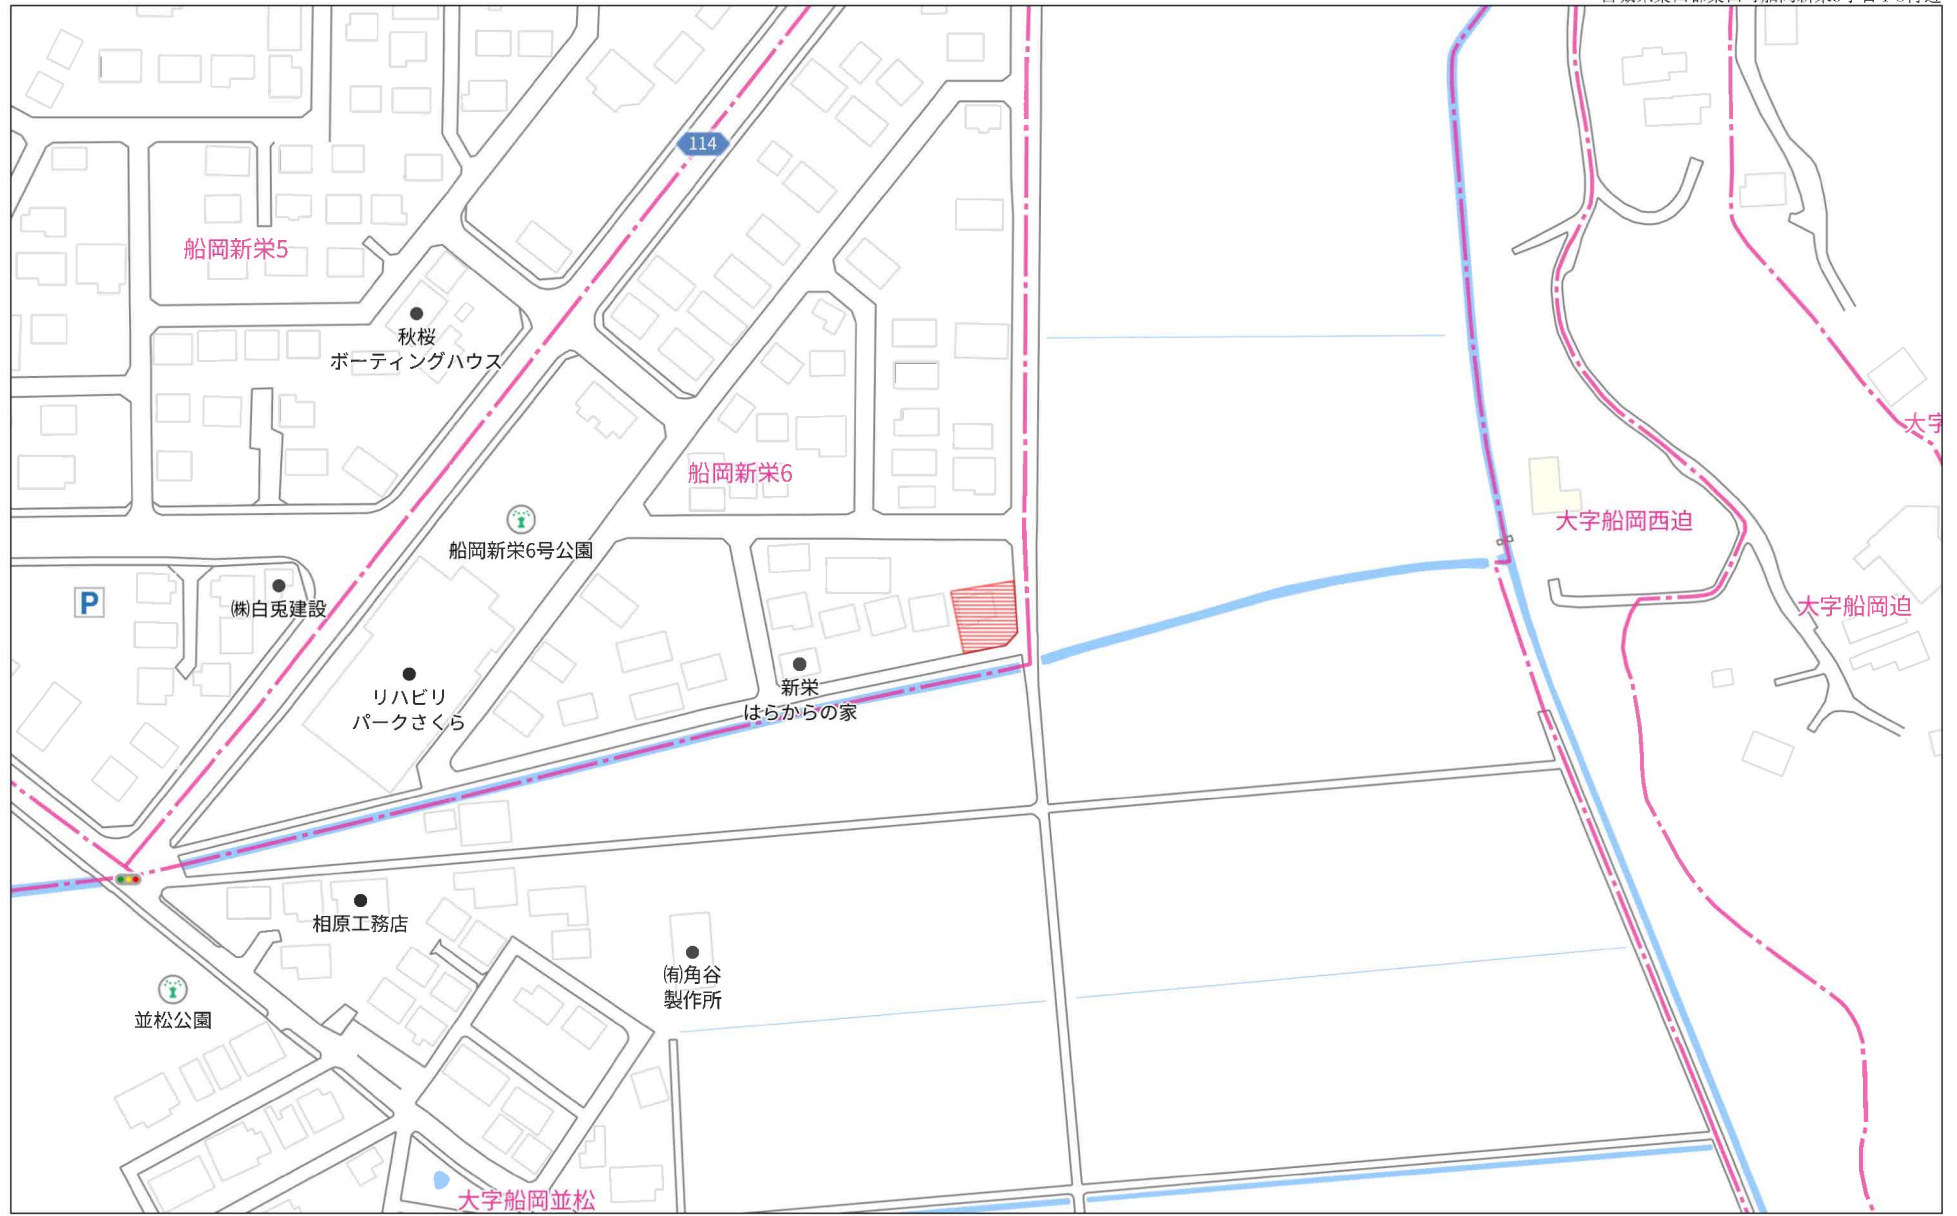 114
船岡新栄5
秋桜
ボーティングハウス
大字
船岡新栄6
大字船岡西迫
船岡新栄6号公園
P
㈱白兎建設
大字船岡迫
リハビリ
パークさくら
新栄
はらからの家
相原工務店
㈲角谷
製作所
並松公園
大字船岡並松